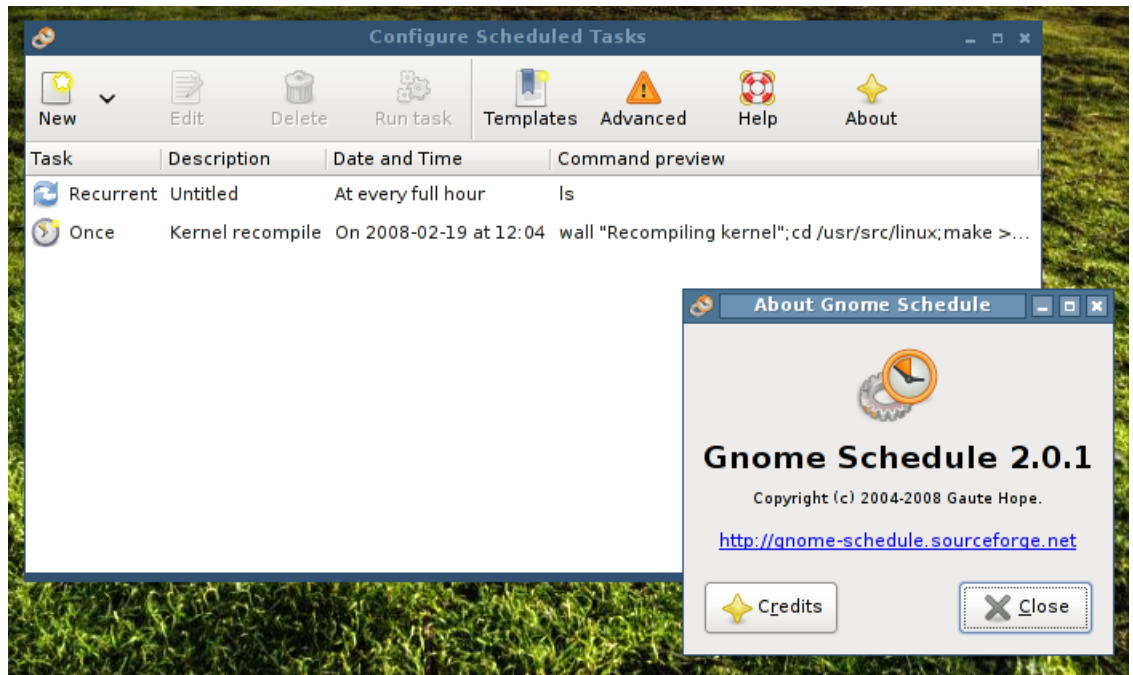 Configure Scheduled Tasks
New Edit Delete Run task Templates Advanced Help About
Task Description Date and Time Command preview
Recurrent Untitled At every full hour ls
Once Kernel recompile On 2008-02-19 at 12:04 wall "Recompiling kernel";cd /usr/src/linux;make >...
About Gnome Schedule
Gnome Schedule 2.0.1
Copyright (c) 2004-2008 Gaute Hope.
http://gnome-schedule.sourceforge.net
Credits Close